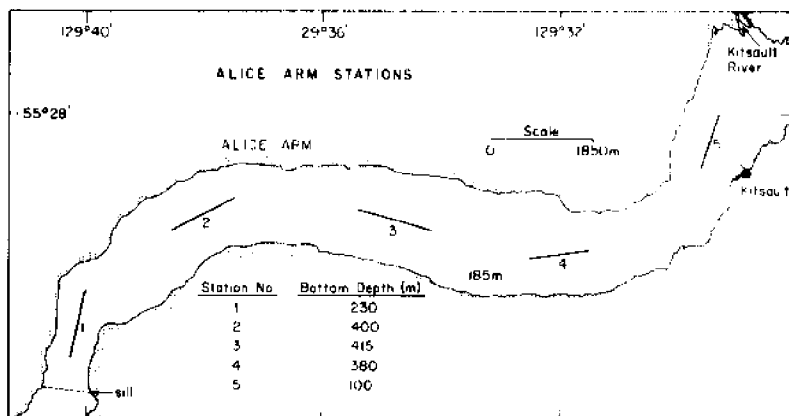 129°40' 29°36' 129°32'
Kitsault
River
ALICE ARM STATIONS
55°28'
ALICE ARM
Scale
0 1850m
5
Kitsault
2
3
4
185m
Station No. Bottom Depth (m)
1 230
2 400
3 415
4 380
5 100
1
sill